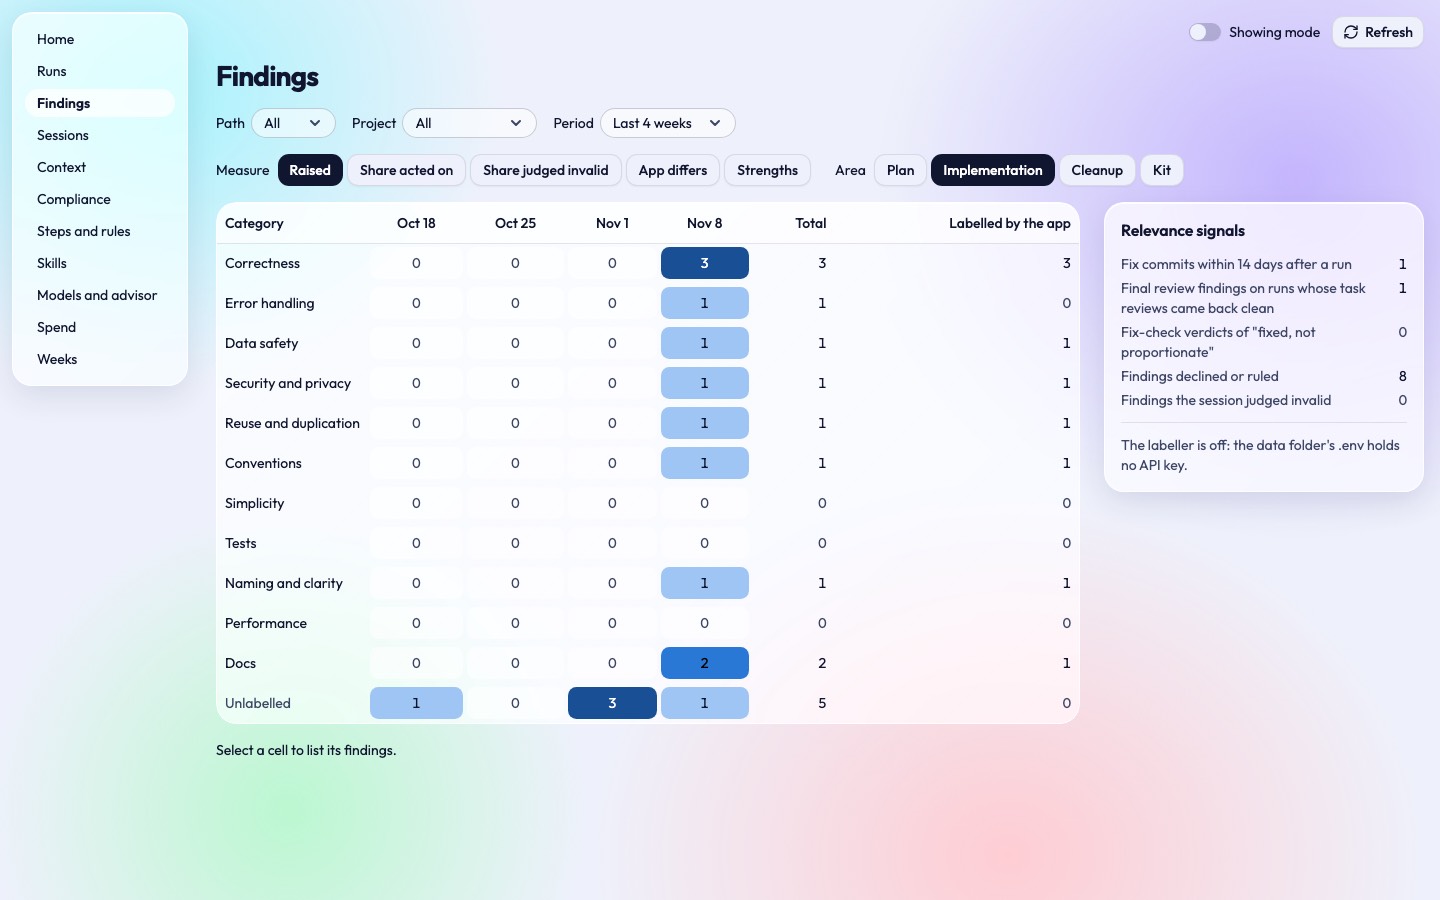 Home
Runs
Findings
Sessions
Context
Compliance
Steps and rules
Skills
Models and advisor
Spend
Weeks
Showing mode
Refresh
Findings
Path All Project All Period Last 4 weeks
Measure Raised Share acted on Share judged invalid App differs Strengths Area Plan Implementation Cleanup Kit
Category Oct 18 Oct 25 Nov 1 Nov 8 Total Labelled by the app
Correctness 0 0 0 3 3 3
Error handling 0 0 0 1 1 0
Data safety 0 0 0 1 1 1
Security and privacy 0 0 0 1 1 1
Reuse and duplication 0 0 0 1 1 1
Conventions 0 0 0 1 1 1
Simplicity 0 0 0 0 0 0
Tests 0 0 0 0 0 0
Naming and clarity 0 0 0 1 1 1
Performance 0 0 0 0 0 0
Docs 0 0 0 2 2 1
Unlabelled 1 0 3 1 5 0
Select a cell to list its findings.
Relevance signals
Fix commits within 14 days after a run 1
Final review findings on runs whose task 1
reviews came back clean
Fix-check verdicts of "fixed, not 0
proportionate"
Findings declined or ruled 8
Findings the session judged invalid 0
The labeller is off: the data folder's .env holds
no API key.